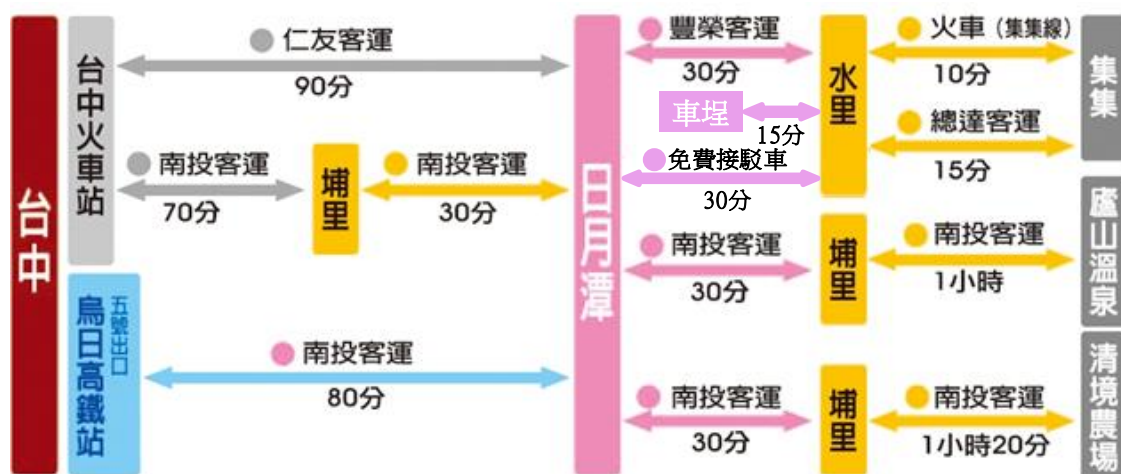 台中
台中火車站
仁友客運
90分
南投客運
70分
埔里
南投客運
30分
烏日高鐵站
五號出口
南投客運
80分
日月潭
豐榮客運
30分
車埕
15分
免費接駁車
30分
水里
火車（集集線）
10分
總達客運
15分
集集
南投客運
30分
埔里
南投客運
1小時
廬山溫泉
南投客運
30分
埔里
南投客運
1小時20分
清境農場